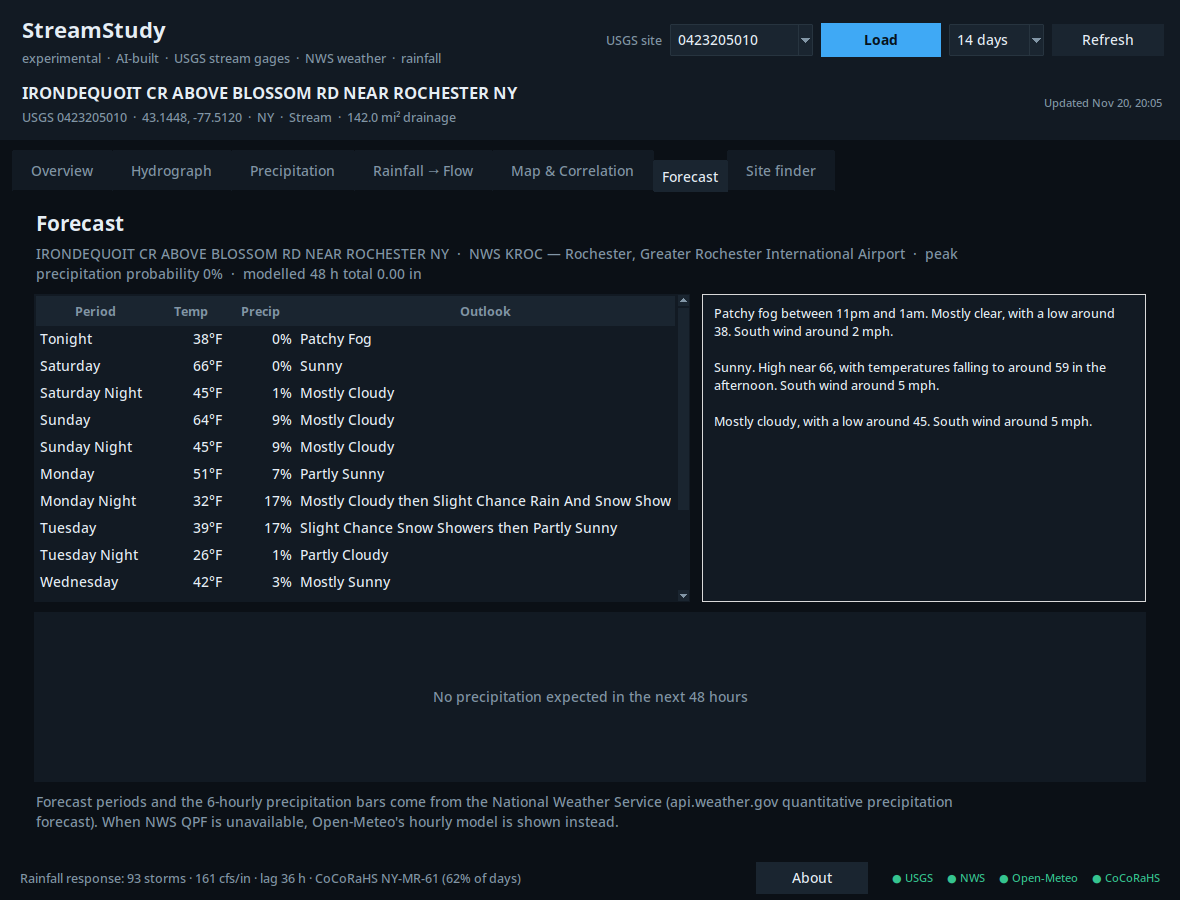 StreamStudy
experimental · AI-built · USGS stream gages · NWS weather · rainfall
USGS site 0423205010 Load 14 days Refresh
IRONDEQUOIT CR ABOVE BLOSSOM RD NEAR ROCHESTER NY
USGS 0423205010 · 43.1448, -77.5120 · NY · Stream · 142.0 mi² drainage
Updated Nov 20, 20:05
Overview Hydrograph Precipitation Rainfall → Flow Map & Correlation Forecast Site finder
Forecast
IRONDEQUOIT CR ABOVE BLOSSOM RD NEAR ROCHESTER NY · NWS KROC — Rochester, Greater Rochester International Airport · peak
precipitation probability 0% · modelled 48 h total 0.00 in
Period Temp Precip Outlook
Tonight 38°F 0% Patchy Fog
Saturday 66°F 0% Sunny
Saturday Night 45°F 1% Mostly Cloudy
Sunday 64°F 9% Mostly Cloudy
Sunday Night 45°F 9% Mostly Cloudy
Monday 51°F 7% Partly Sunny
Monday Night 32°F 17% Mostly Cloudy then Slight Chance Rain And Snow Show
Tuesday 39°F 17% Slight Chance Snow Showers then Partly Sunny
Tuesday Night 26°F 1% Partly Cloudy
Wednesday 42°F 3% Mostly Sunny
Patchy fog between 11pm and 1am. Mostly clear, with a low around
38. South wind around 2 mph.
Sunny. High near 66, with temperatures falling to around 59 in the
afternoon. South wind around 5 mph.
Mostly cloudy, with a low around 45. South wind around 5 mph.
No precipitation expected in the next 48 hours
Forecast periods and the 6-hourly precipitation bars come from the National Weather Service (api.weather.gov quantitative precipitation
forecast). When NWS QPF is unavailable, Open-Meteo's hourly model is shown instead.
Rainfall response: 93 storms · 161 cfs/in · lag 36 h · CoCoRaHS NY-MR-61 (62% of days)
About
USGS NWS Open-Meteo CoCoRaHS